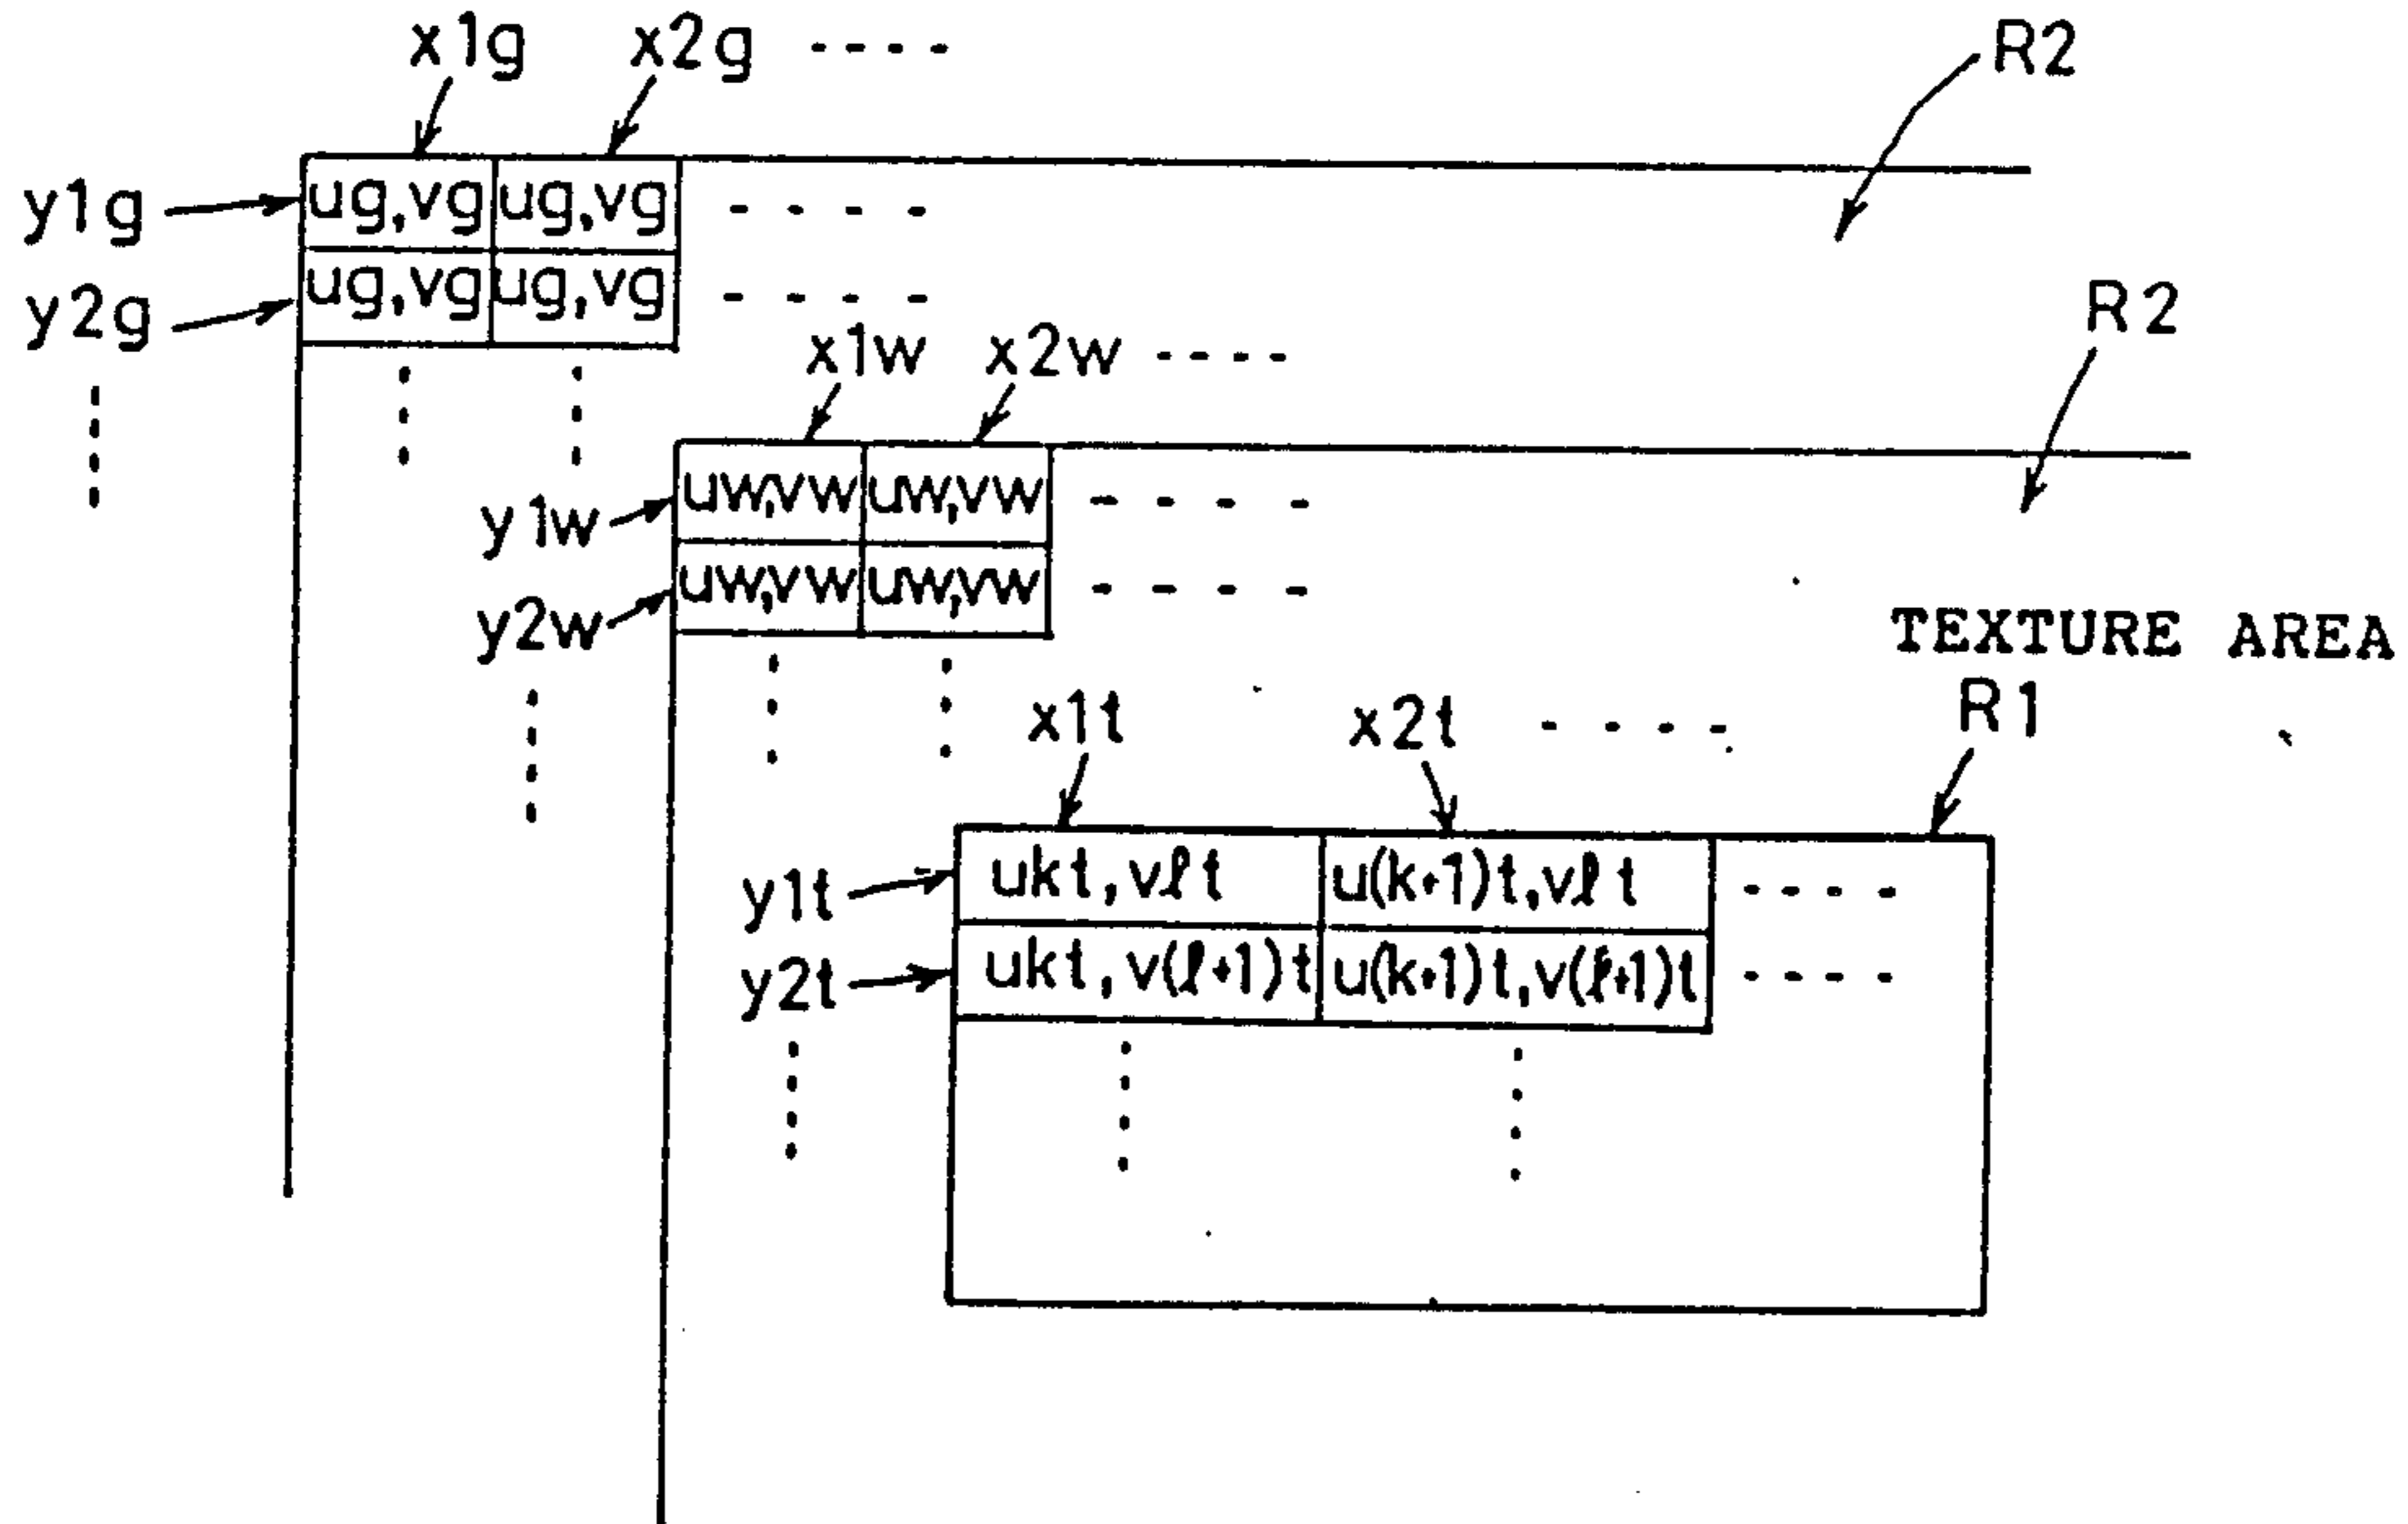 x1g x2g ----
R2
y1g ug,vg ug,vg ----
y2g ug,vg ug,vg ----
R2
x1w x2w ----
y1w uw,vw uw,vw ----
y2w uw,vw uw,vw ----
TEXTURE AREA
R1
x1t x2t ----
y1t ukt,vℓt u(k+1)t,vℓt ----
y2t ukt,v(ℓ+1)t u(k+1)t,v(ℓ+1)t ----